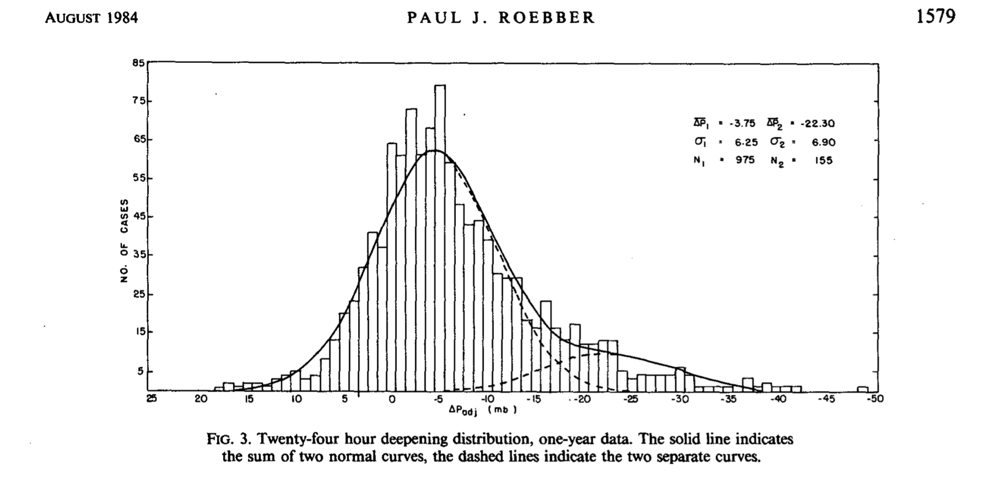 AUGUST 1984 PAUL J. ROEBBER 1579
85
75
65
55
45
35
25
15
5
NO. OF CASES
ΔP̅₁ = -3.75 ΔP̅₂ = -22.30
σ₁ = 6.25 σ₂ = 6.90
N₁ = 975 N₂ = 155
25 20 15 10 5 0 -5 -10 -15 -20 -25 -30 -35 -40 -45 -50
ΔPadj (mb)
FIG. 3. Twenty-four hour deepening distribution, one-year data. The solid line indicates
the sum of two normal curves, the dashed lines indicate the two separate curves.